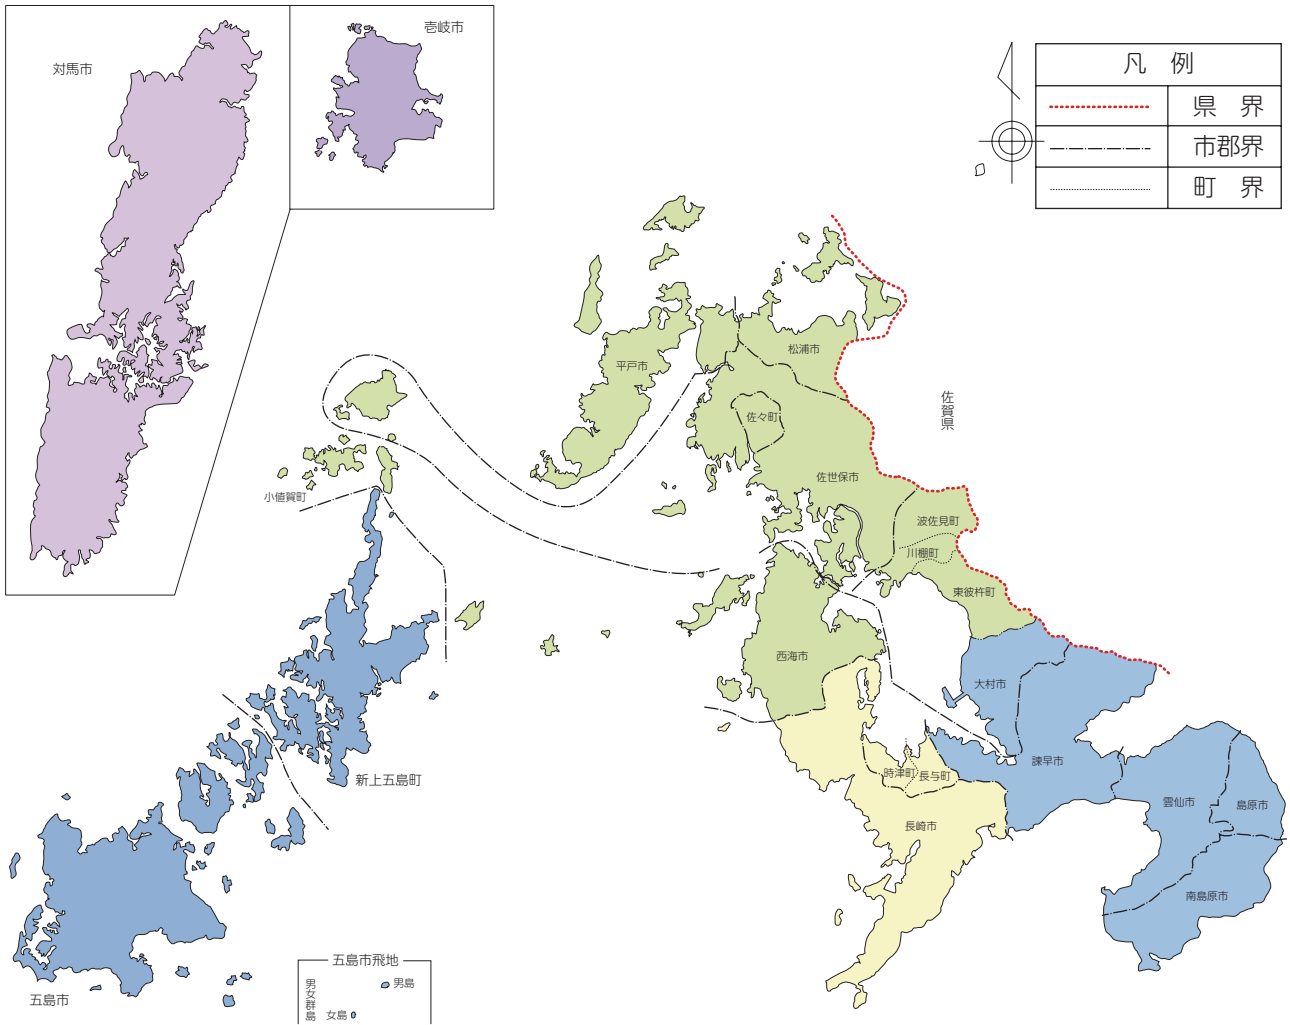 対馬市
壱岐市
凡 例
県 界
市郡界
町 界
松浦市
平戸市
佐々町
佐賀県
佐世保市
小値賀町
波佐見町
川棚町
東彼杵町
西海市
大村市
諫早市
新上五島町
時津町
長与町
長崎市
雲仙市
島原市
南島原市
五島市
五島市飛地
男女群島
男島
女島